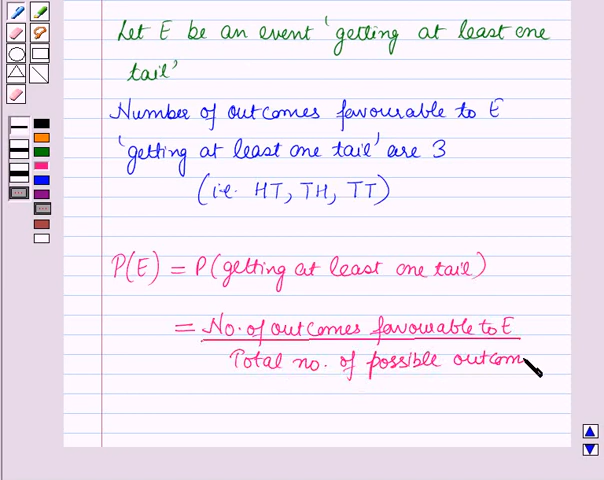 Let E be an event 'getting at least one
tail'
Number of outcomes favourable to E
'getting at least one tail' are 3
(i.e. HT, TH, TT)
P(E) = P(getting at least one tail)
= No. of outcomes favourable to E
Total no. of possible outcom